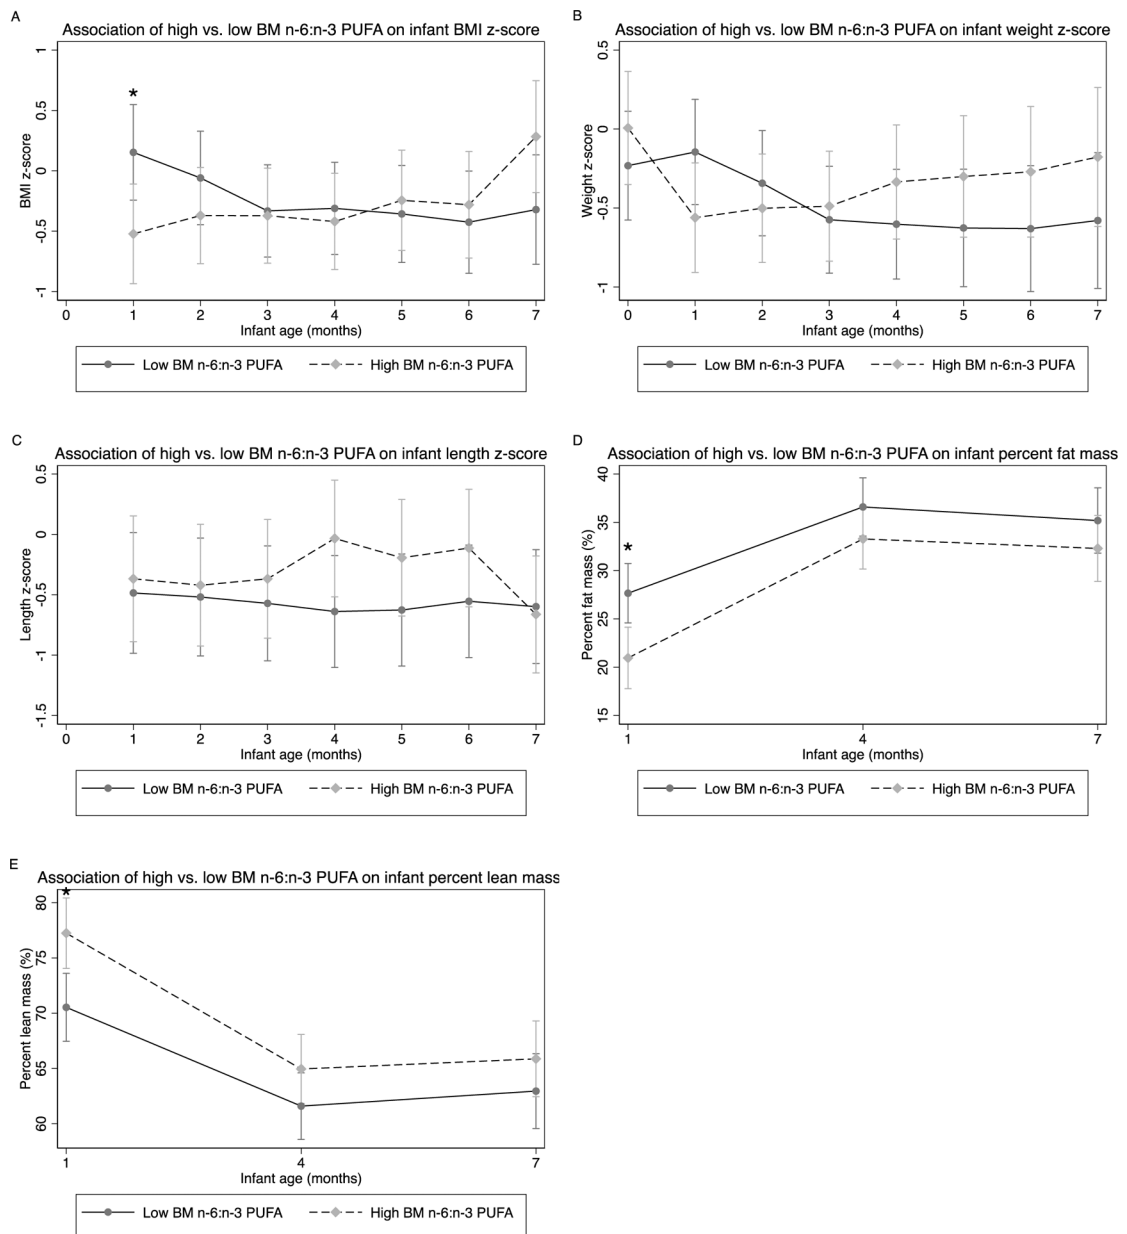 A
Association of high vs. low BM n-6:n-3 PUFA on infant BMI z-score
1
0.5
0
-0.5
-1
BMI z-score
*
0 1 2 3 4 5 6 7
Infant age (months)
Low BM n-6:n-3 PUFA High BM n-6:n-3 PUFA
B
Association of high vs. low BM n-6:n-3 PUFA on infant weight z-score
0.5
0
-0.5
-1
Weight z-score
0 1 2 3 4 5 6 7
Infant age (months)
Low BM n-6:n-3 PUFA High BM n-6:n-3 PUFA
C
Association of high vs. low BM n-6:n-3 PUFA on infant length z-score
0.5
0
-0.5
-1
-1.5
Length z-score
0 1 2 3 4 5 6 7
Infant age (months)
Low BM n-6:n-3 PUFA High BM n-6:n-3 PUFA
D
Association of high vs. low BM n-6:n-3 PUFA on infant percent fat mass
40
35
30
25
20
15
Percent fat mass (%)
*
1 4 7
Infant age (months)
Low BM n-6:n-3 PUFA High BM n-6:n-3 PUFA
E
Association of high vs. low BM n-6:n-3 PUFA on infant percent lean mass
*
80
75
70
65
60
Percent lean mass (%)
1 4 7
Infant age (months)
Low BM n-6:n-3 PUFA High BM n-6:n-3 PUFA